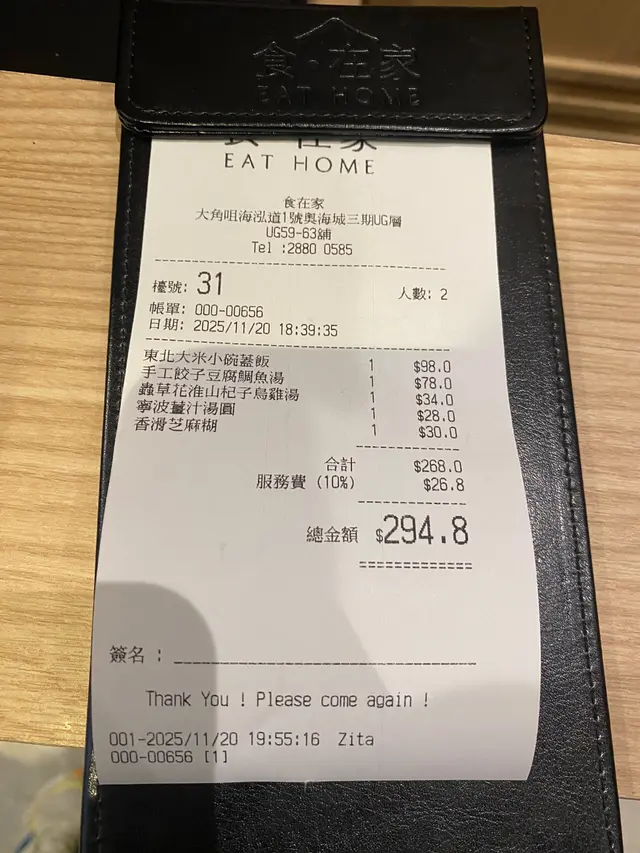 食·在家
EAT HOME
食在家
EAT HOME
食在家
大角咀海泓道1號奧海城三期UG層
UG59-63舖
Tel :2880 0585
檯號: 31 人數: 2
帳單: 000-00656
日期: 2025/11/20 18:39:35
東北大米小碗蓋飯 1 $98.0
手工餃子豆腐鯛魚湯 1 $78.0
蟲草花淮山杞子烏雞湯 1 $34.0
寧波薑汁湯圓 1 $28.0
香滑芝麻糊 1 $30.0
合計 $268.0
服務費 (10%) $26.8
總金額 $294.8
簽名 :
Thank You ! Please come again !
001-2025/11/20 19:55:16 Zita
000-00656 [1]